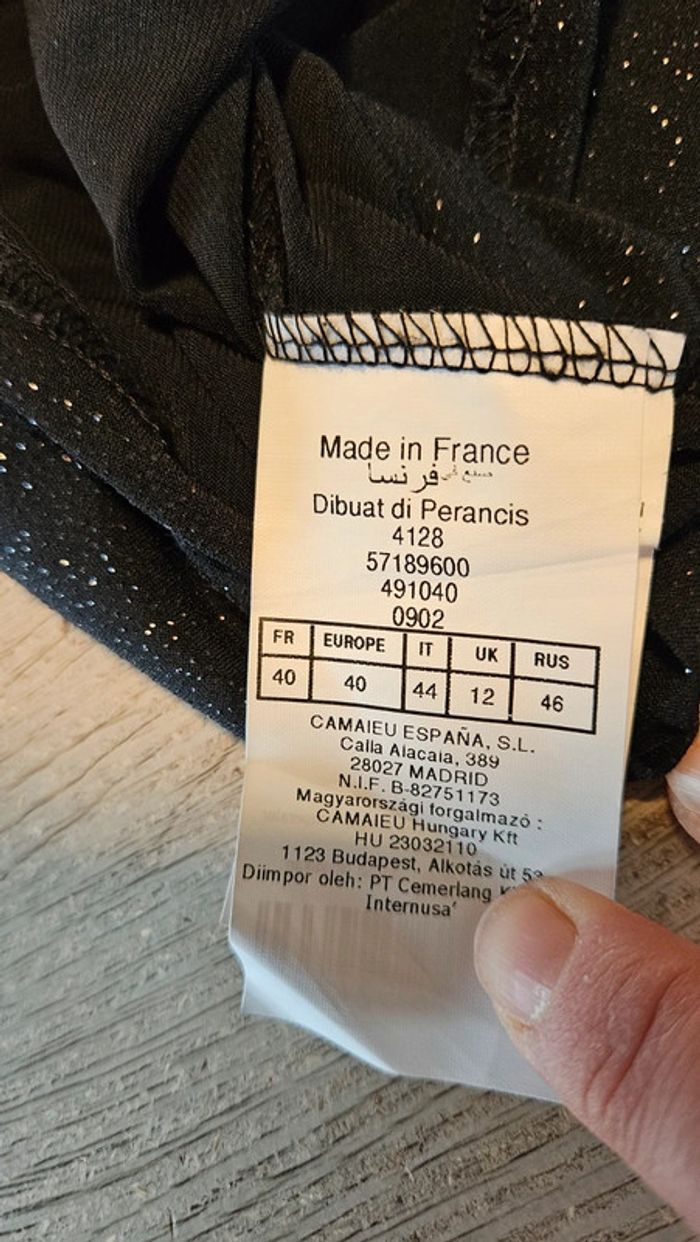 Made in France
صنع في فرنسا
Dibuat di Perancis
4128
57189600
491040
0902
FR EUROPE IT UK RUS
40 40 44 12 46
CAMAIEU ESPAÑA, S.L.
Calla Alacala, 389
28027 MADRID
N.I.F. B-82751173
Magyarországi forgalmazó :
CAMAIEU Hungary Kft
HU 23032110
1123 Budapest, Alkotás út
Diimpor oleh: PT Cemerlang
Internusa'